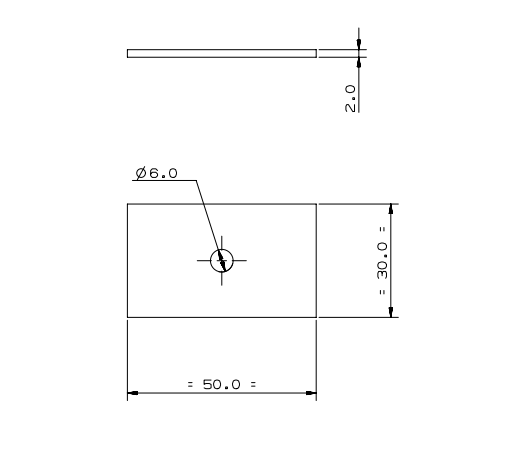 2.0
Ø6.0
= 30.0 =
= 50.0 =